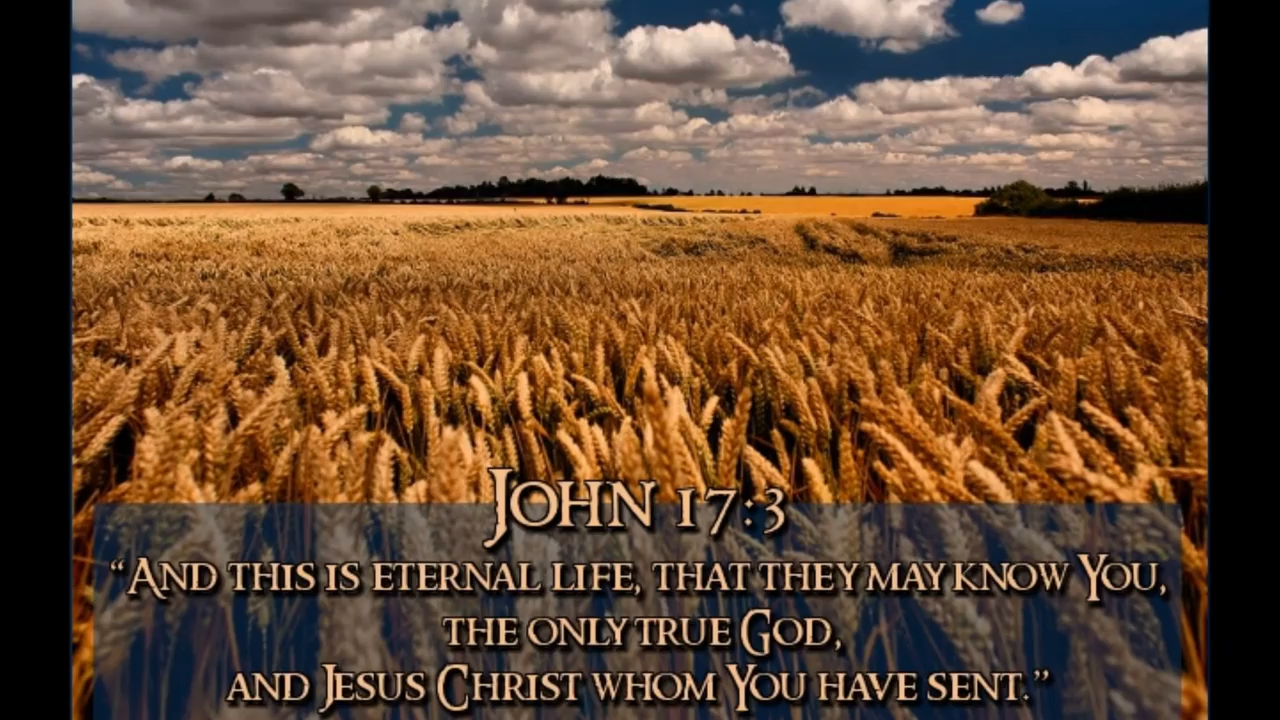 John 17:3
“And this is eternal life, that they may know You,
the only true God,
and Jesus Christ whom You have sent.”